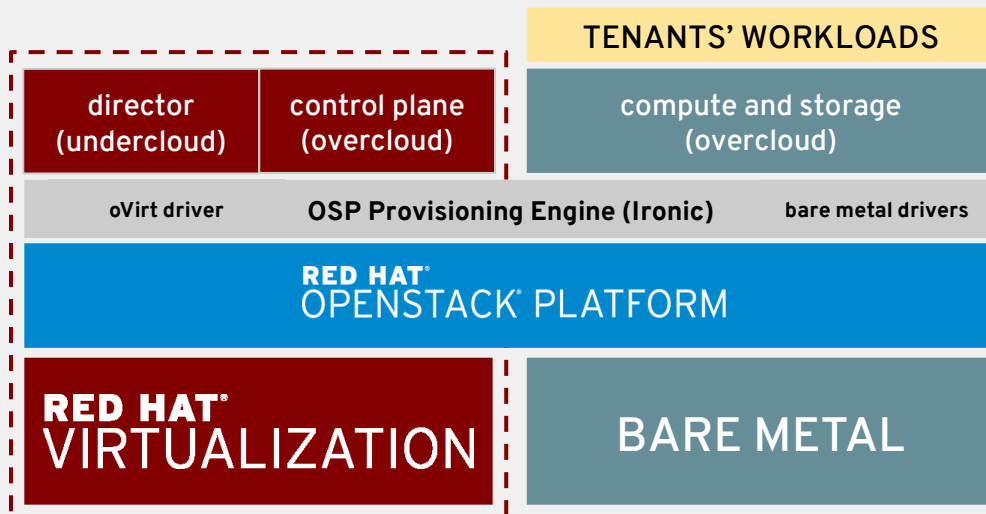 TENANTS’ WORKLOADS
director
(undercloud)
control plane
(overcloud)
compute and storage
(overcloud)
oVirt driver
OSP Provisioning Engine (Ironic)
bare metal drivers
RED HAT®
OPENSTACK® PLATFORM
RED HAT®
VIRTUALIZATION
BARE METAL